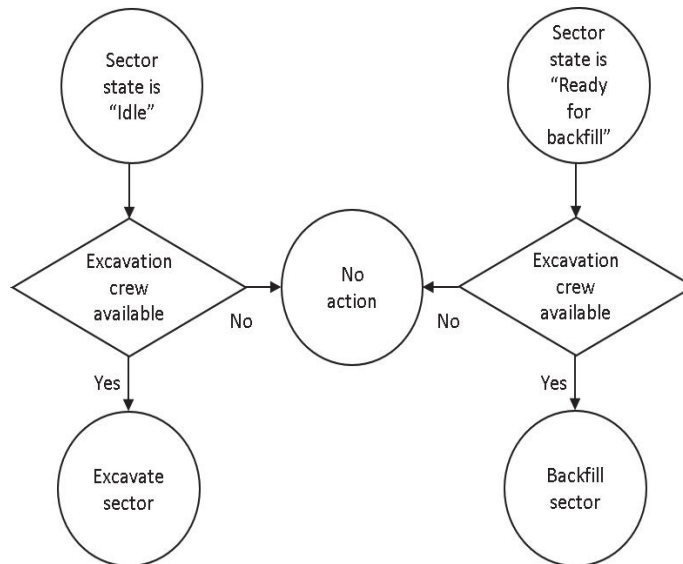 Sector
state is
“Idle”
Sector
state is
“Ready
for
backfill”
Excavation
crew
available
No
No
action
No
Excavation
crew
available
Yes
Yes
Excavate
sector
Backfill
sector